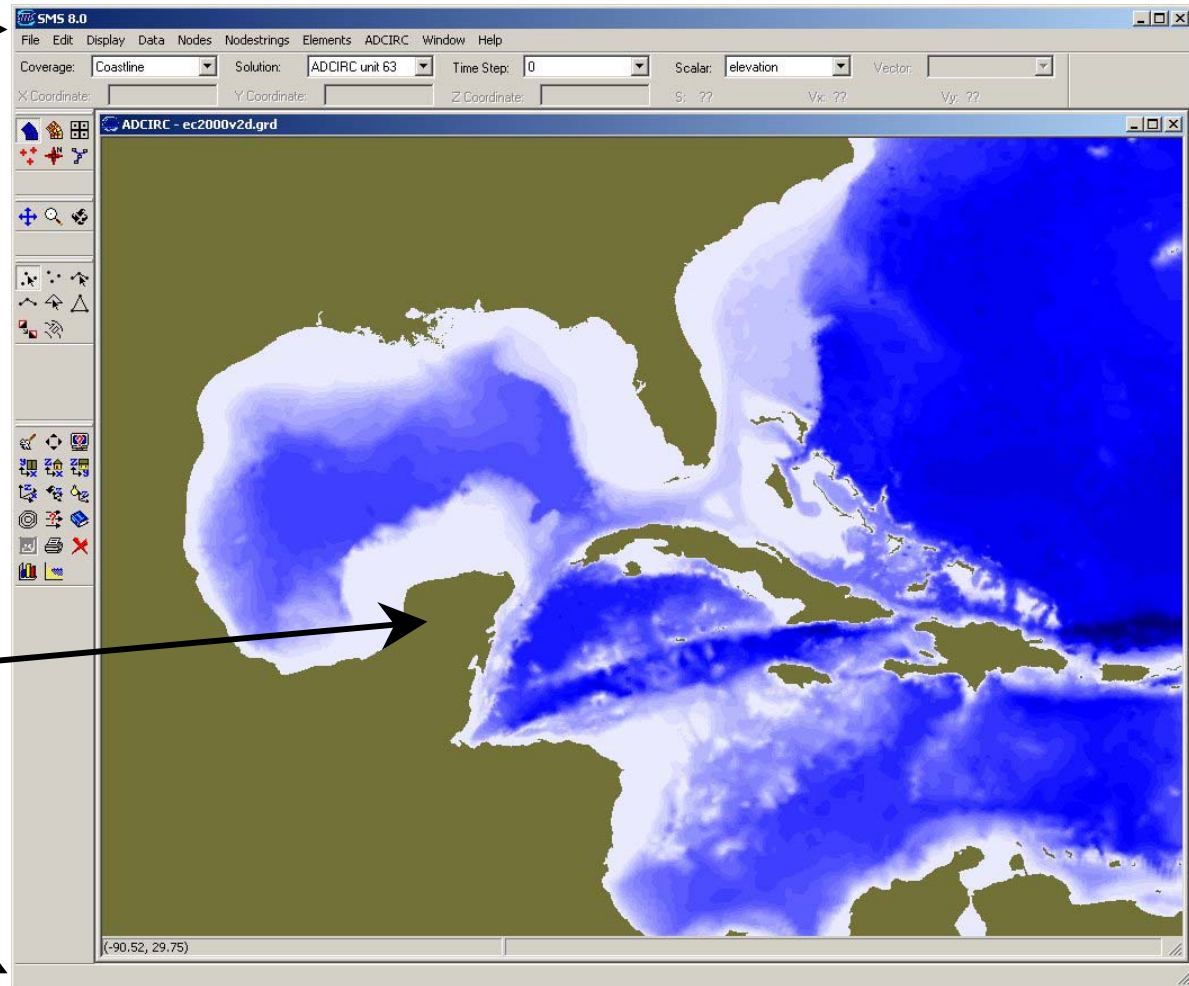 SMS 8.0
File Edit Display Data Nodes Nodestrings Elements ADCIRC Window Help
Coverage: Coastline Solution: ADCIRC unit 63 Time Step: 0 Scalar: elevation Vector:
X Coordinate: Y Coordinate: Z Coordinate: S: ?? Vx: ?? Vy: ??
ADCIRC - ec2000v2d.grd
(-90.52, 29.75)